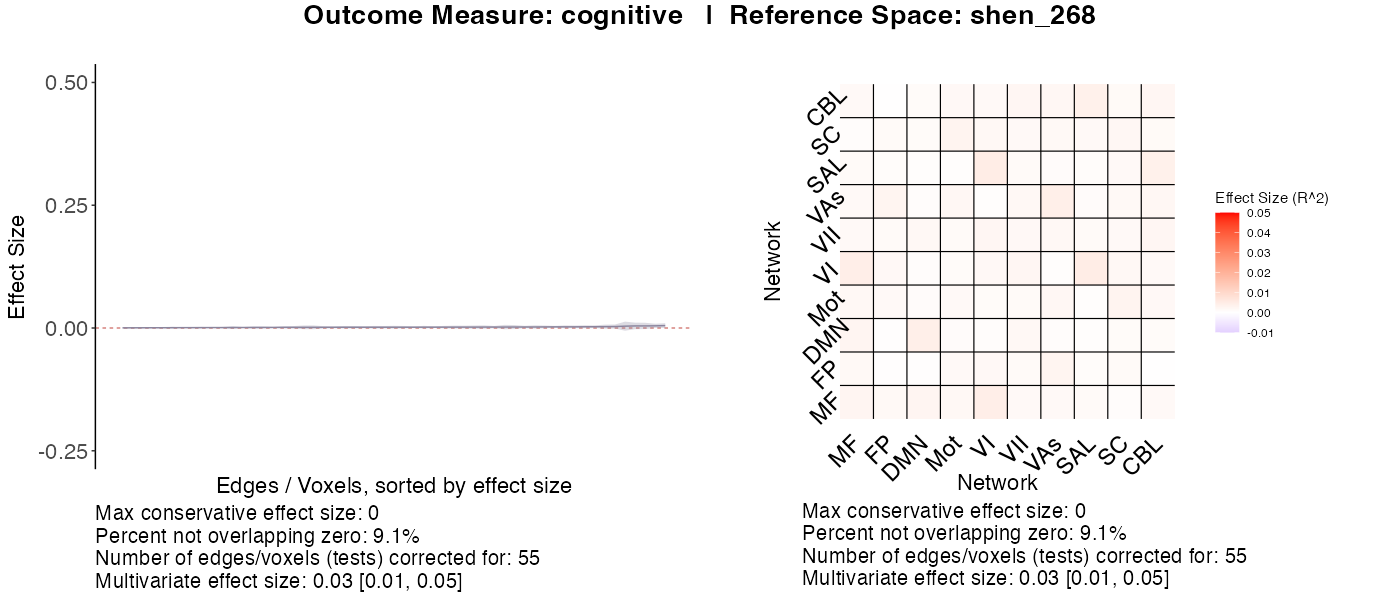 Outcome Measure: cognitive | Reference Space: shen_268
0.50
0.25
0.00
-0.25
Effect Size
Edges / Voxels, sorted by effect size
Max conservative effect size: 0
Percent not overlapping zero: 9.1%
Number of edges/voxels (tests) corrected for: 55
Multivariate effect size: 0.03 [0.01, 0.05]
Network
CBL
SC
SAL
VAs
VII
VI
Mot
DMN
FP
MF
MF
FP
DMN
Mot
VI
VII
VAs
SAL
SC
CBL
Network
Max conservative effect size: 0
Percent not overlapping zero: 9.1%
Number of edges/voxels (tests) corrected for: 55
Multivariate effect size: 0.03 [0.01, 0.05]
Effect Size (R^2)
0.05
0.04
0.03
0.02
0.01
0.00
-0.01